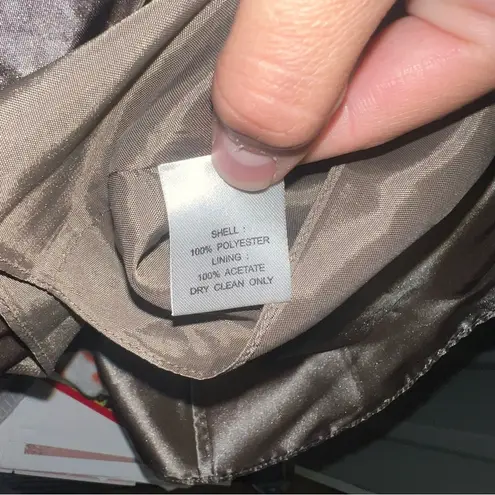 SHELL :
100% POLYESTER
LINING :
100% ACETATE
DRY CLEAN ONLY